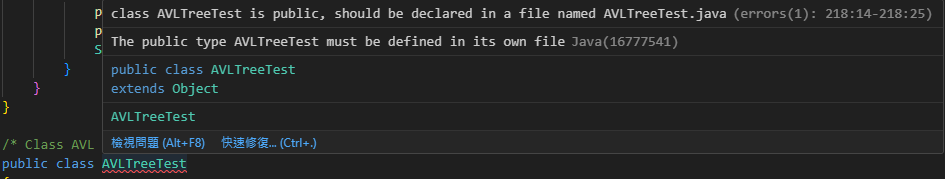 p
class AVLTreeTest is public, should be declared in a file named AVLTreeTest.java (errors(1): 218:14-218:25)
p
The public type AVLTreeTest must be defined in its own file Java(16777541)
S
}
public class AVLTreeTest
}
extends Object
}
AVLTreeTest
/* Class AVL
檢視問題 (Alt+F8) 快速修復... (Ctrl+.)
public class AVLTreeTest